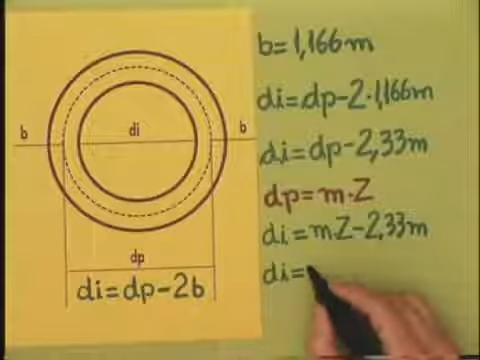 b
di
b
dp
di=dp-2b
b=1,166m
di=dp-2·1,166m
di=dp-2,33m
dp=m·Z
di=m·Z-2,33m
di=